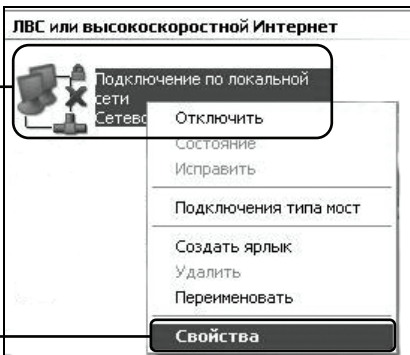 ЛВС или высокоскоростной Интернет
Подключение по локальной
сети
Сетево
Отключить
Состояние
Исправить
Подключения типа мост
Создать ярлык
Удалить
Переименовать
Свойства